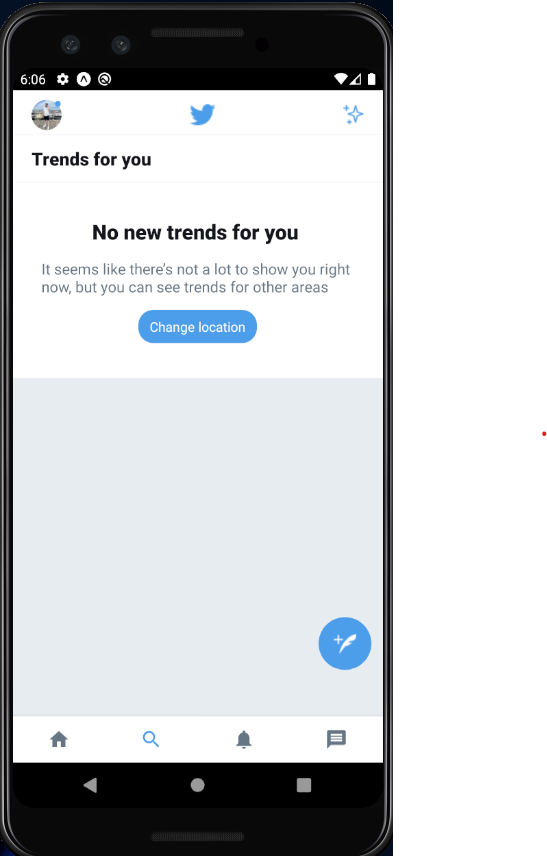 6:06
Trends for you
No new trends for you
It seems like there's not a lot to show you right
now, but you can see trends for other areas
Change location